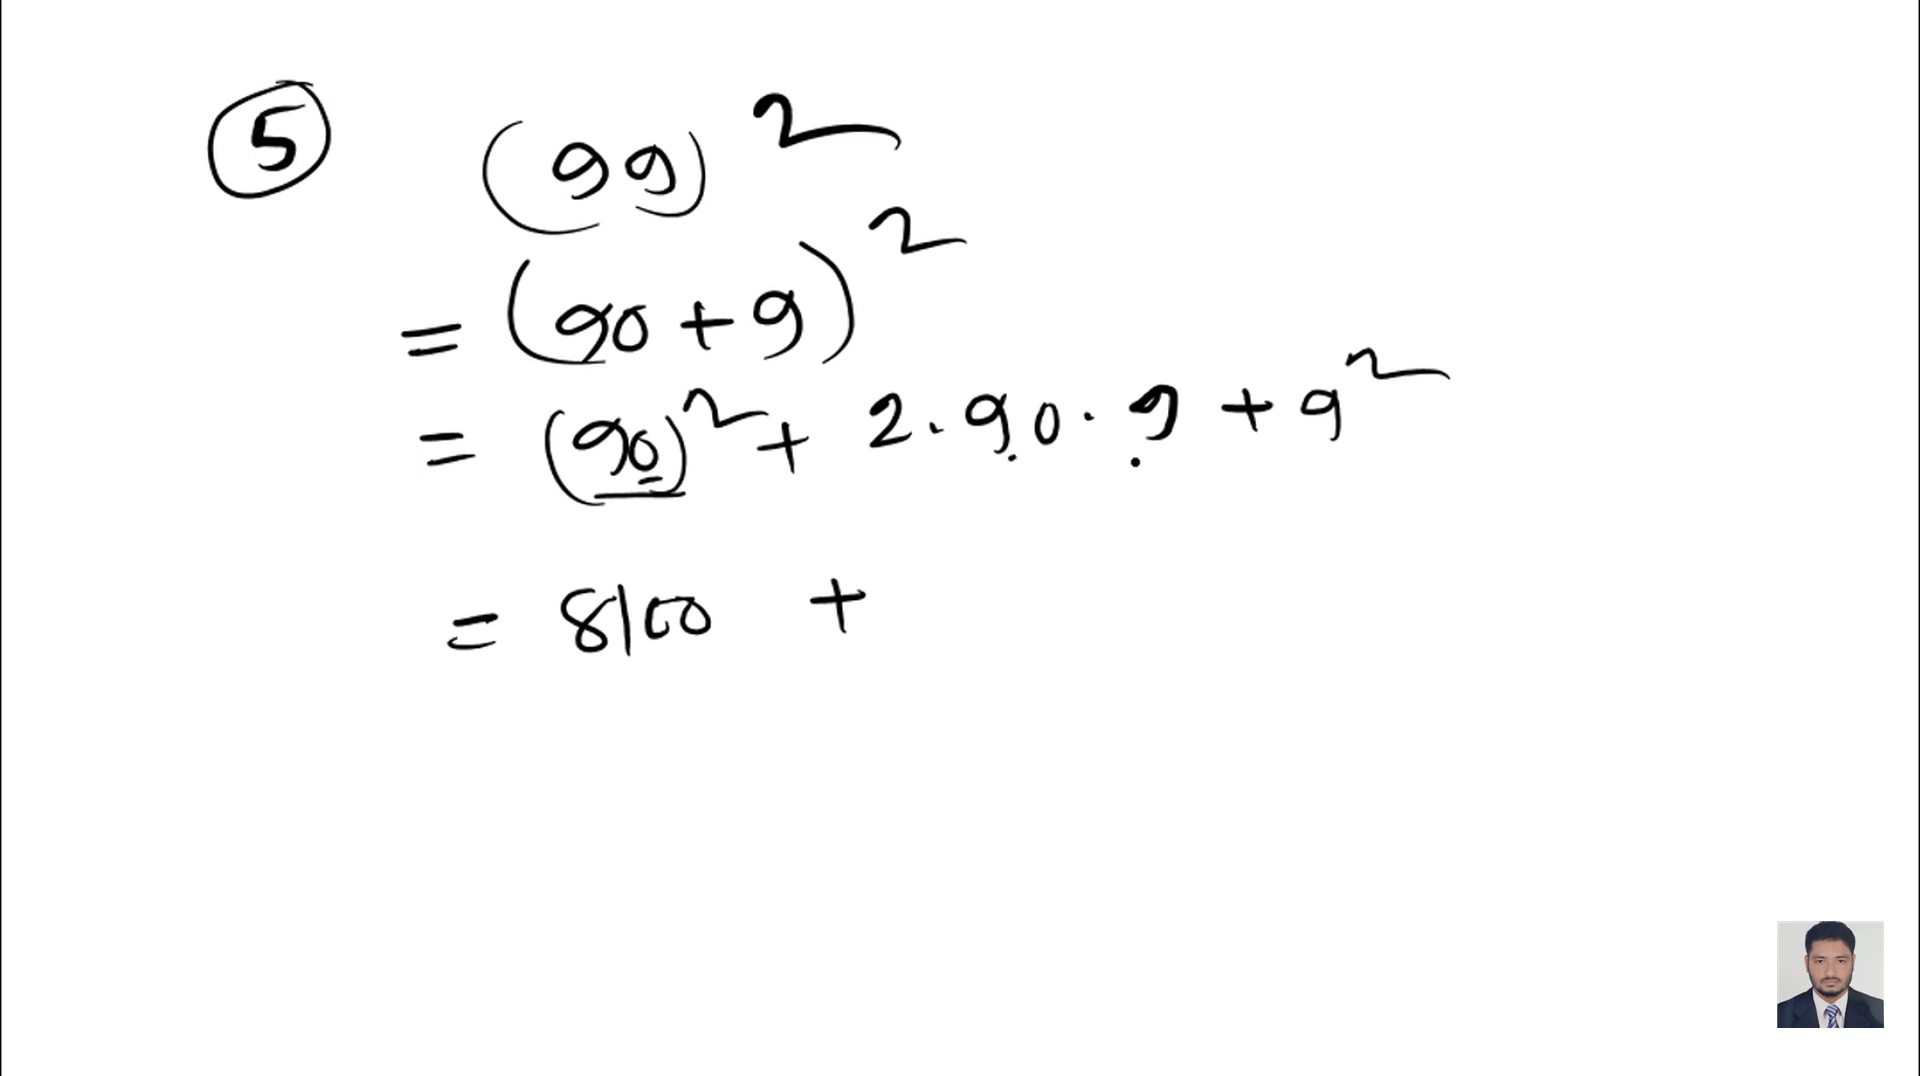 5 (99)²
= (90+9)²
= (90)² + 2·90·9 + 9²
= 8100 +